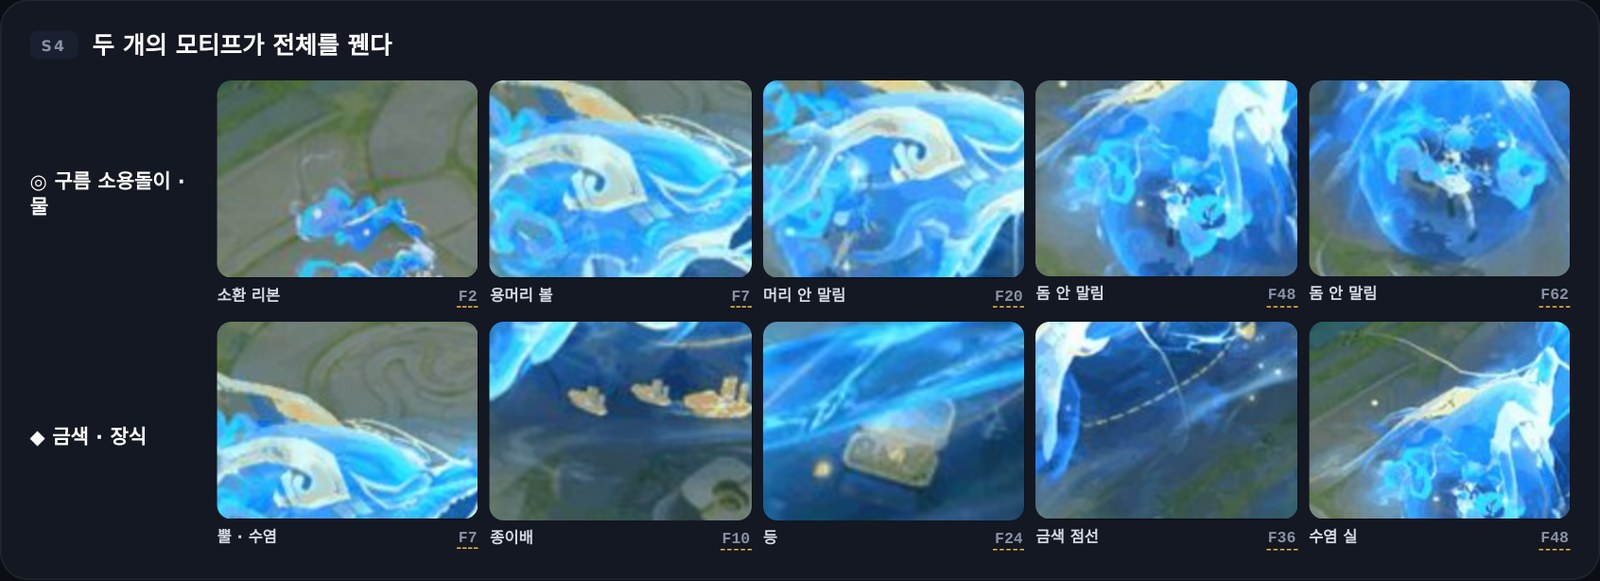 S4 두 개의 모티프가 전체를 꿴다
◎ 구름 소용돌이 ·
물
소환 리본 F2
용머리 볼 F7
머리 안 말림 F20
돔 안 말림 F48
돔 안 말림 F62
◆ 금색 · 장식
뿔 · 수염 F7
종이배 F10
등 F24
금색 점선 F36
수염 실 F48